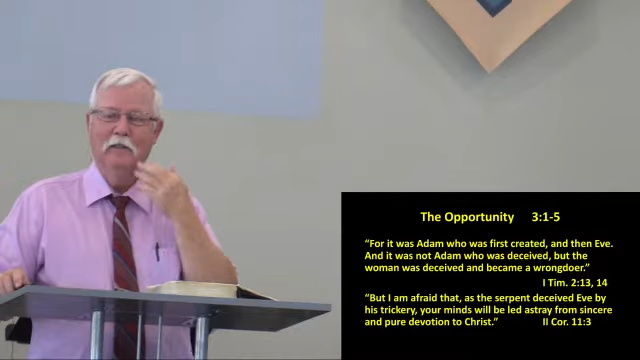 The Opportunity 3:1-5
“For it was Adam who was first created, and then Eve.
And it was not Adam who was deceived, but the
woman was deceived and became a wrongdoer.”
I Tim. 2:13, 14
“But I am afraid that, as the serpent deceived Eve by
his trickery, your minds will be led astray from sincere
and pure devotion to Christ.” II Cor. 11:3